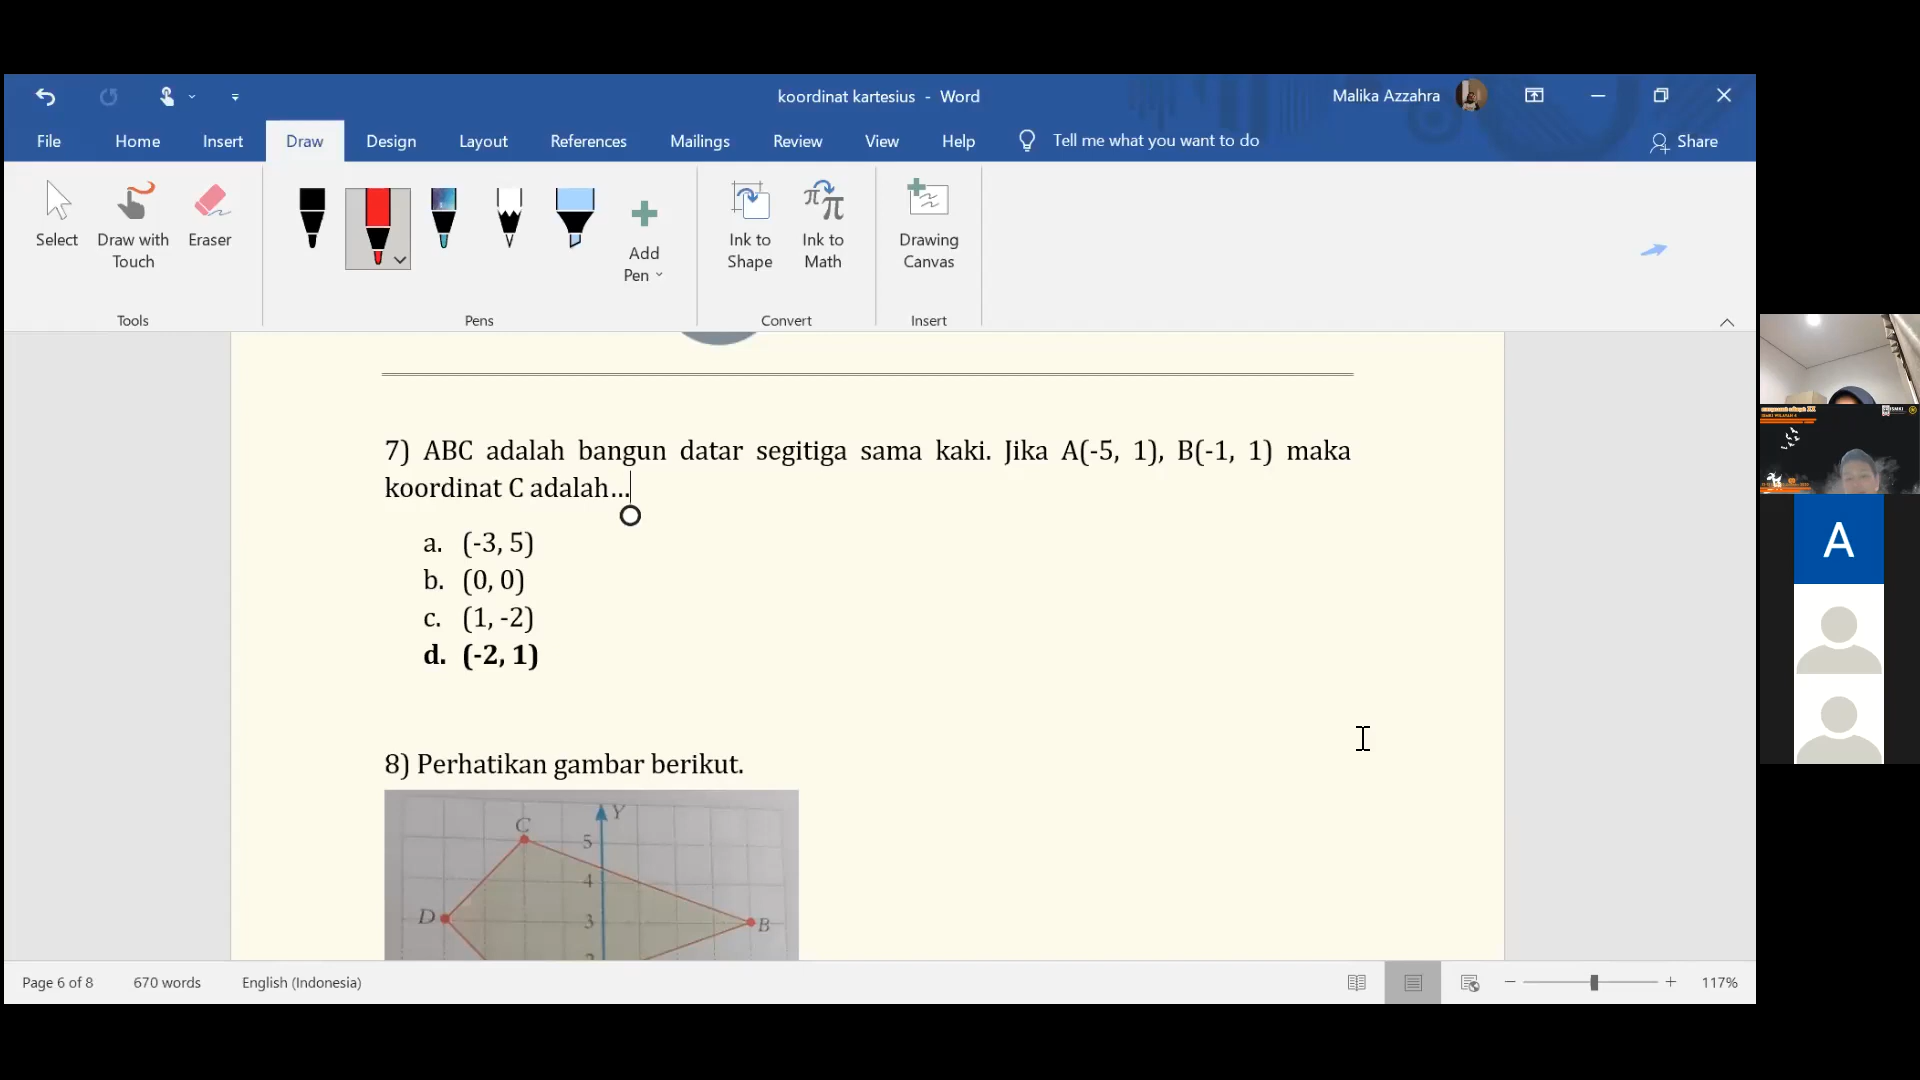 koordinat kartesius - Word
Malika Azzahra
File Home Insert Draw Design Layout References Mailings Review View Help Tell me what you want to do Share
Select
Draw with Touch
Eraser
Add Pen
Ink to Shape
Ink to Math
Drawing Canvas
Tools Pens Convert Insert
7) ABC adalah bangun datar segitiga sama kaki. Jika A(-5, 1), B(-1, 1) maka
koordinat C adalah...
a. (-3, 5)
b. (0, 0)
c. (1, -2)
d. (-2, 1)
8) Perhatikan gambar berikut.
Y
C
5
4
D
3
B
A
Page 6 of 8 670 words English (Indonesia) 117%